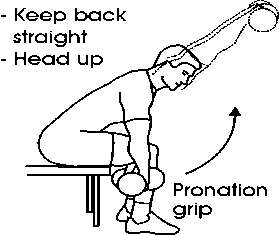 - Keep back
straight
- Head up
Pronation
grip